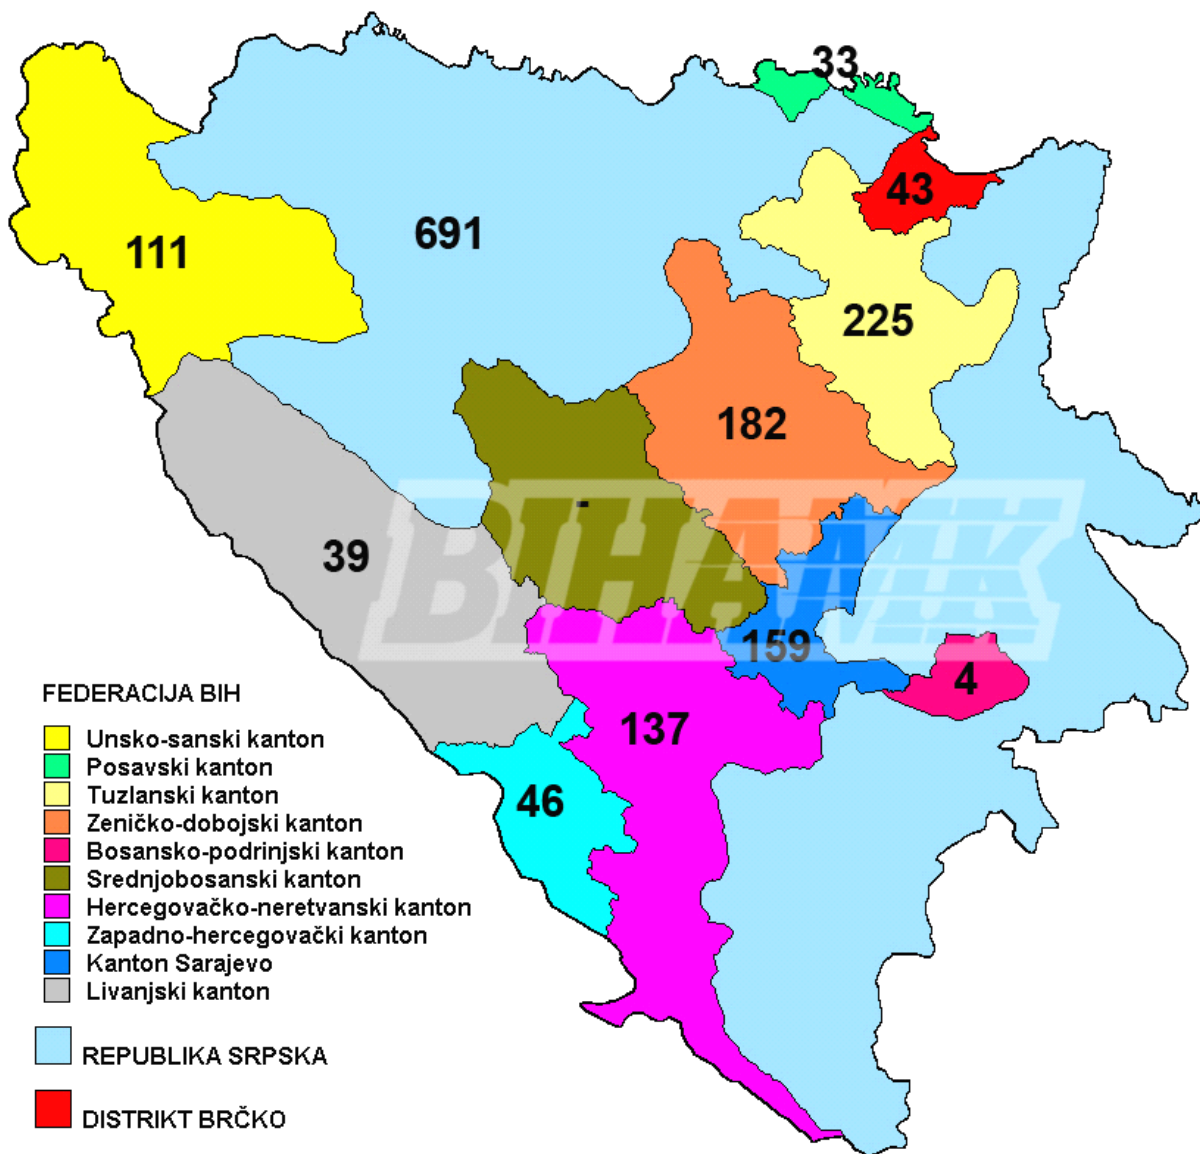 33
43
111
691
225
182
-
39
159
4
137
46
BIHAMK
FEDERACIJA BIH
Unsko-sanski kanton
Posavski kanton
Tuzlanski kanton
Zeničko-dobojski kanton
Bosansko-podrinjski kanton
Srednjobosanski kanton
Hercegovačko-neretvanski kanton
Zapadno-hercegovački kanton
Kanton Sarajevo
Livanjski kanton
REPUBLIKA SRPSKA
DISTRIKT BRČKO